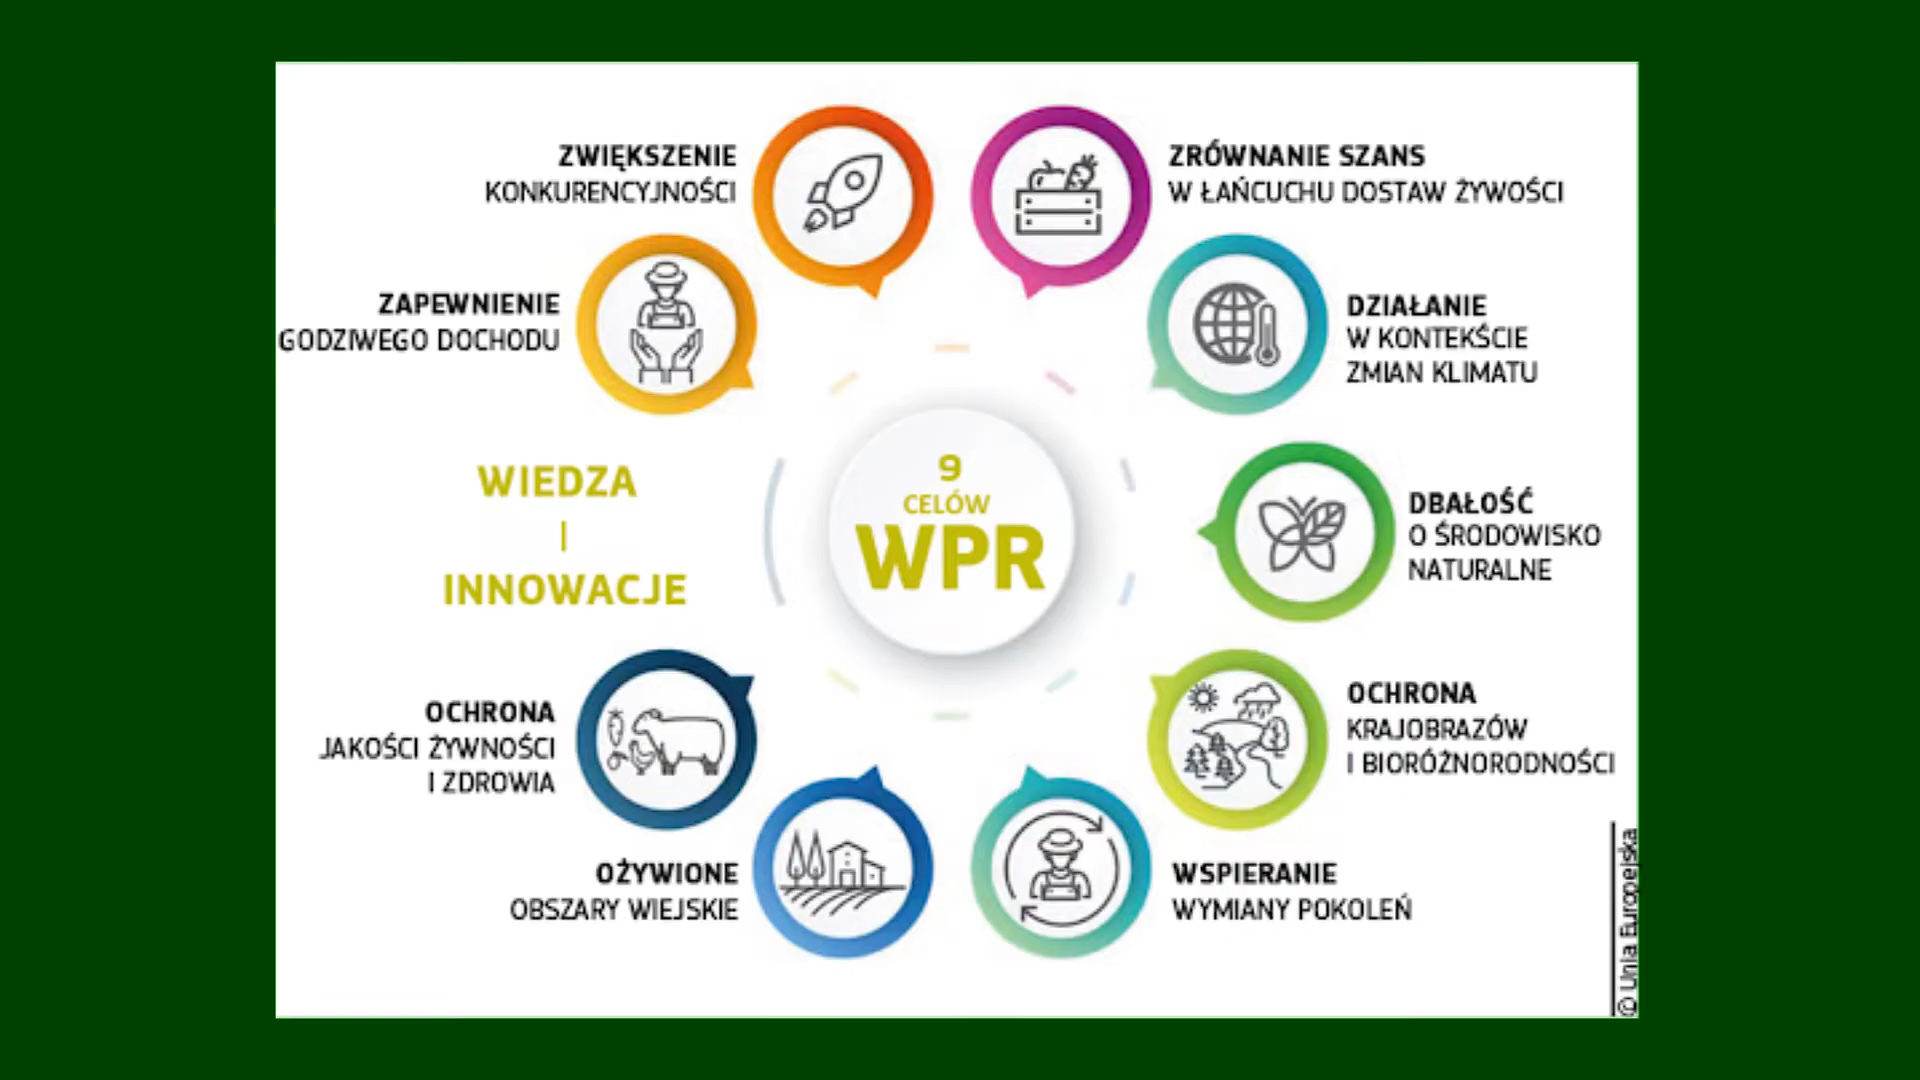 ZWIĘKSZENIE
KONKURENCYJNOŚCI
ZRÓWNANIE SZANS
W ŁAŃCUCHU DOSTAW ŻYWOŚCI
ZAPEWNIENIE
GODZIWEGO DOCHODU
DZIAŁANIE
W KONTEKŚCIE
ZMIAN KLIMATU
WIEDZA
I
INNOWACJE
9
CELÓW
WPR
DBAŁOŚĆ
O ŚRODOWISKO
NATURALNE
OCHRONA
JAKOŚCI ŻYWNOŚCI
I ZDROWIA
OCHRONA
KRAJOBRAZÓW
I BIORÓŻNORODNOŚCI
OŻYWIONE
OBSZARY WIEJSKIE
WSPIERANIE
WYMIANY POKOLEŃ
© Unia Europejska